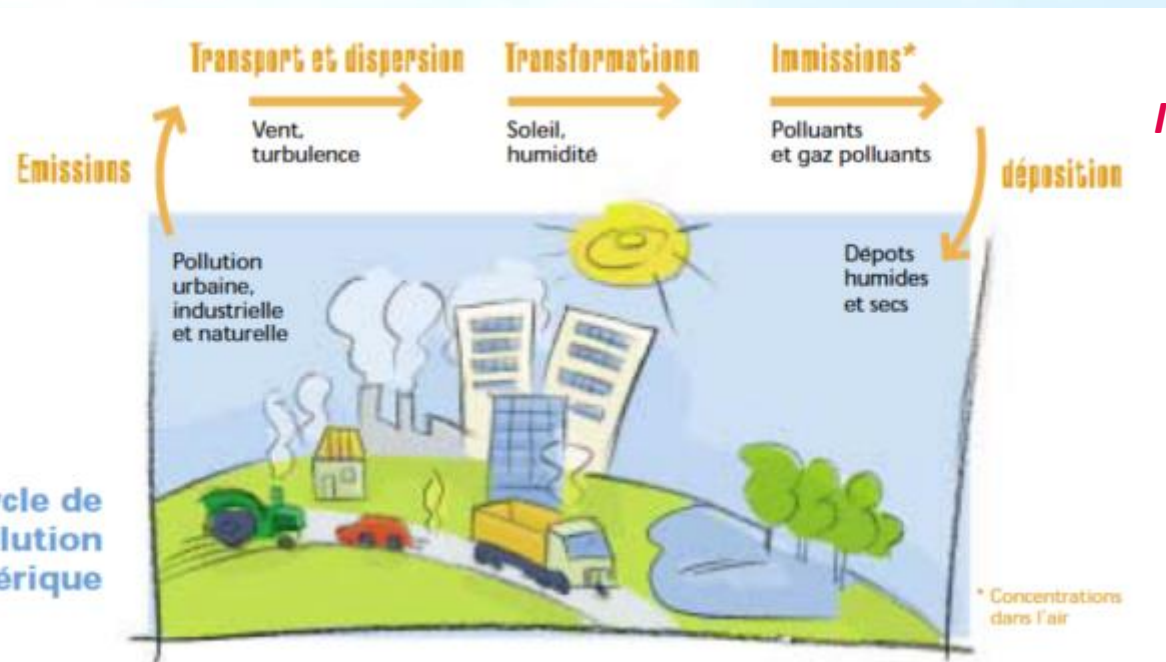 Transport et dispersion
Transformationn
Immissions*
Vent,
turbulence
Soleil,
humidité
Polluants
et gaz polluants
Emissions
déposition
Pollution
urbaine,
industrielle
et naturelle
Dépots
humides
et secs
de
* Concentrations
dans l'air